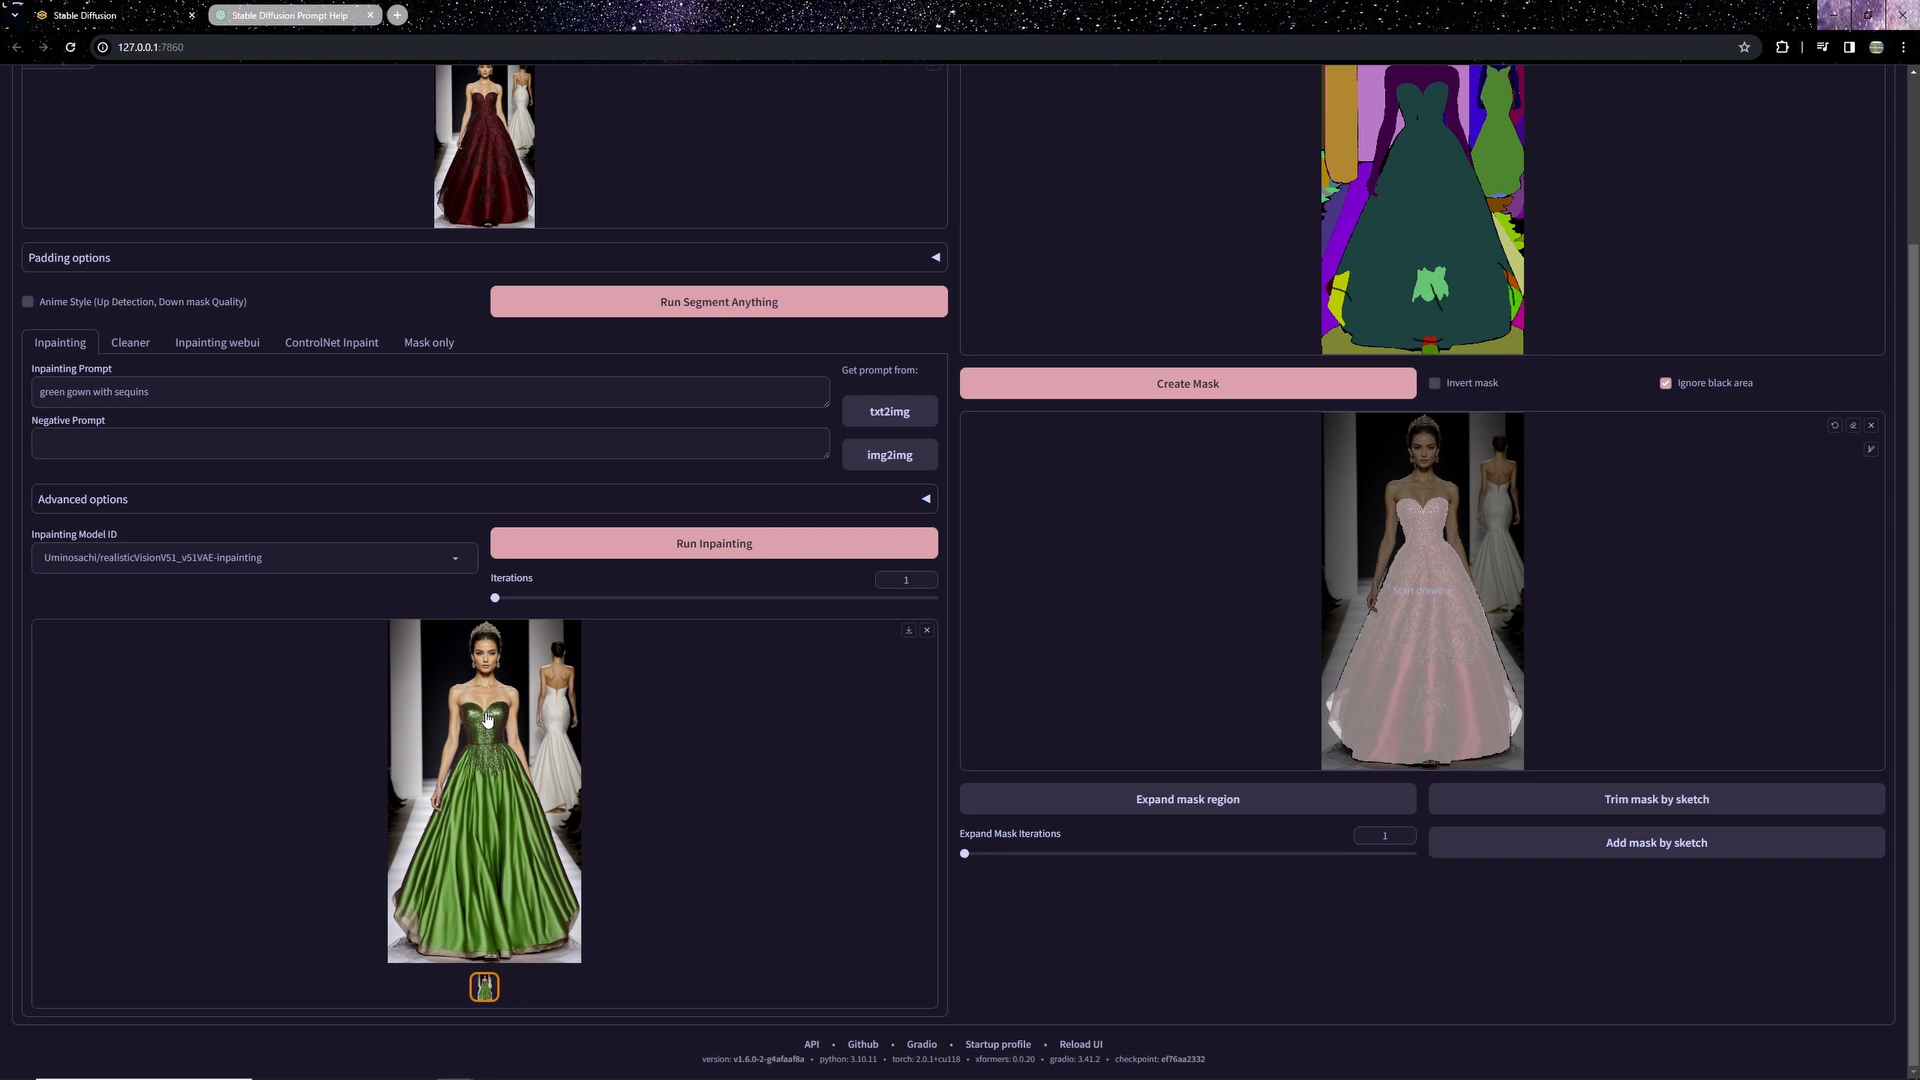 Stable Diffusion
Stable Diffusion Prompt Help
127.0.0.1:7860
Padding options
Anime Style (Up Detection, Down mask Quality)
Run Segment Anything
Inpainting
Cleaner
Inpainting webui
ControlNet Inpaint
Mask only
Inpainting Prompt
Get prompt from:
green gown with sequins
txt2img
Negative Prompt
img2img
Advanced options
Inpainting Model ID
Run Inpainting
Uminosachi/realisticVisionV51_v51VAE-inpainting
Iterations
1
Create Mask
Invert mask
Ignore black area
Start drawing
Expand mask region
Trim mask by sketch
Expand Mask Iterations
1
Add mask by sketch
API • Github • Gradio • Startup profile • Reload UI
version: v1.6.0-2-g4afaaf8a • python: 3.10.11 • torch: 2.0.1+cu118 • xformers: 0.0.20 • gradio: 3.41.2 • checkpoint: ef76aa2332